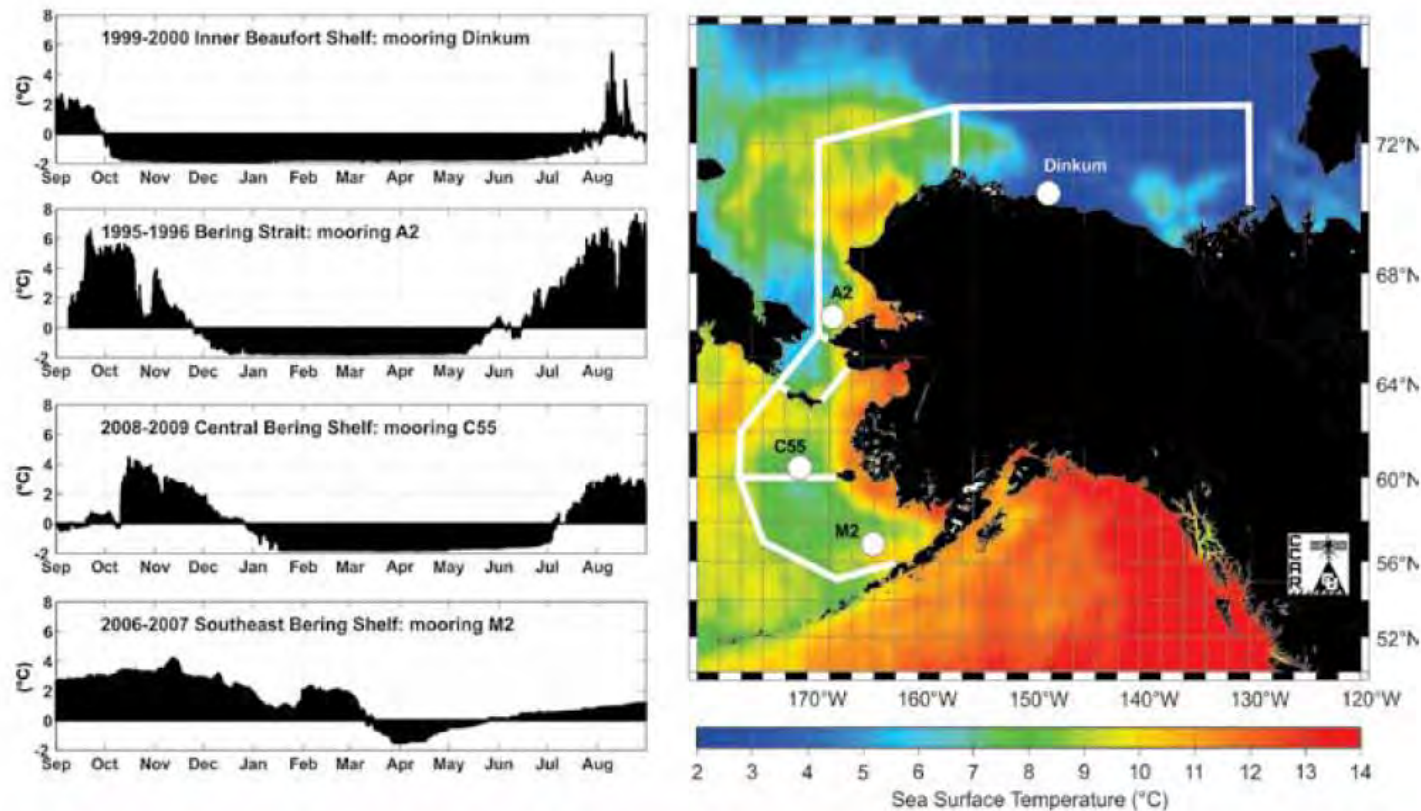 8
6
4
2
0
-2
(°C)
1999-2000 Inner Beaufort Shelf: mooring Dinkum
Sep Oct Nov Dec Jan Feb Mar Apr May Jun Jul Aug
8
6
4
2
0
-2
(°C)
1995-1996 Bering Strait: mooring A2
Sep Oct Nov Dec Jan Feb Mar Apr May Jun Jul Aug
8
6
4
2
0
-2
(°C)
2008-2009 Central Bering Shelf: mooring C55
Sep Oct Nov Dec Jan Feb Mar Apr May Jun Jul Aug
8
6
4
2
0
-2
(°C)
2006-2007 Southeast Bering Shelf: mooring M2
Sep Oct Nov Dec Jan Feb Mar Apr May Jun Jul Aug
Dinkum
A2
C55
M2
72°N
68°N
64°N
60°N
56°N
52°N
170°W 160°W 150°W 140°W 130°W 120°W
2 3 4 5 6 7 8 9 10 11 12 13 14
Sea Surface Temperature (°C)